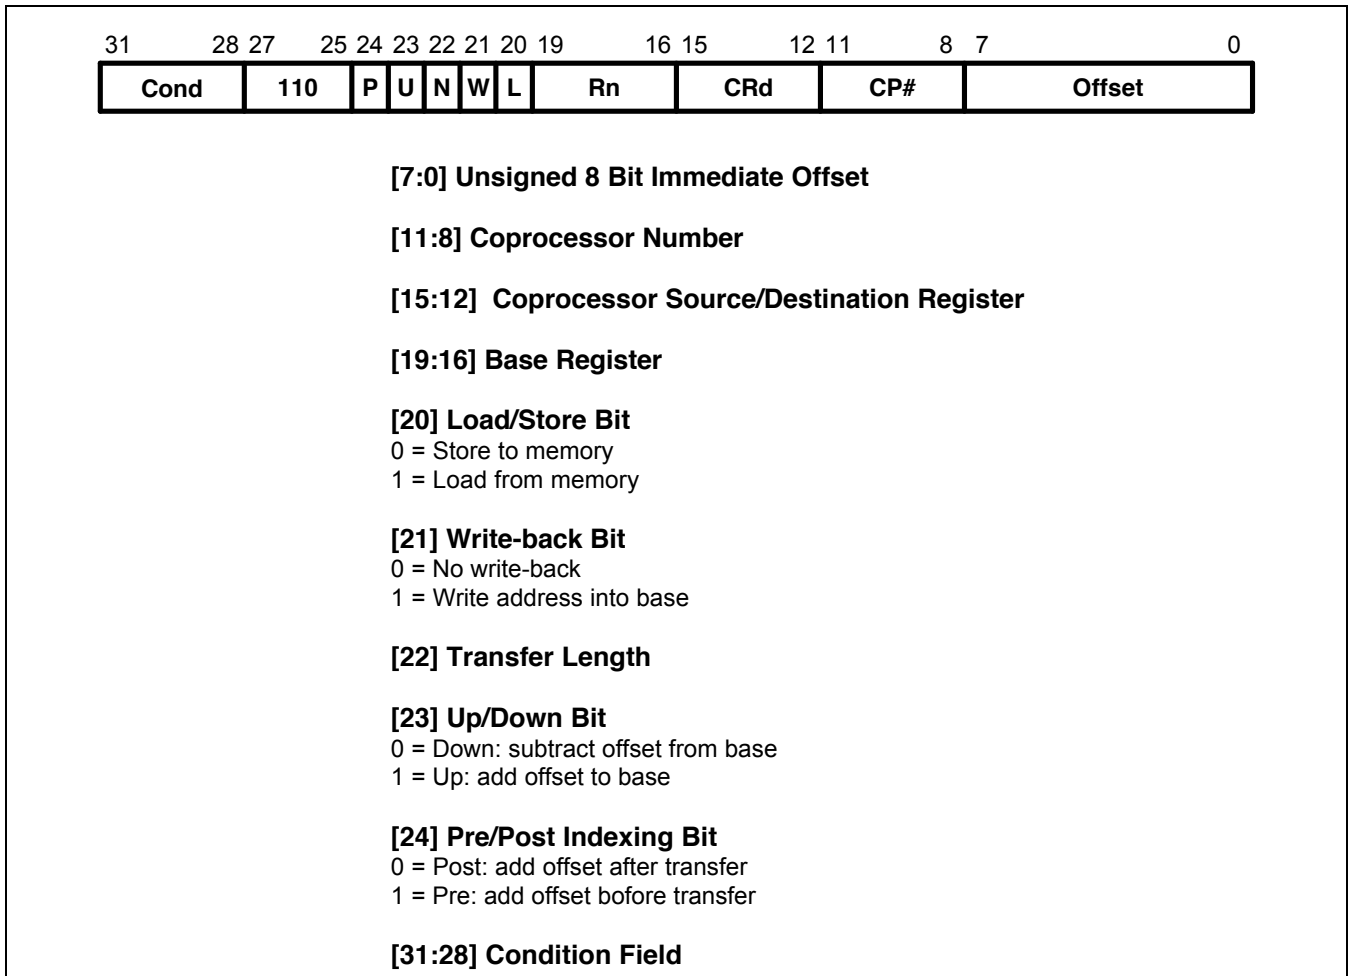 31 28 27 25 24 23 22 21 20 19 16 15 12 11 8 7 0
Cond 110 P U N W L Rn CRd CP# Offset
[7:0] Unsigned 8 Bit Immediate Offset
[11:8] Coprocessor Number
[15:12] Coprocessor Source/Destination Register
[19:16] Base Register
[20] Load/Store Bit
0 = Store to memory
1 = Load from memory
[21] Write-back Bit
0 = No write-back
1 = Write address into base
[22] Transfer Length
[23] Up/Down Bit
0 = Down: subtract offset from base
1 = Up: add offset to base
[24] Pre/Post Indexing Bit
0 = Post: add offset after transfer
1 = Pre: add offset bofore transfer
[31:28] Condition Field